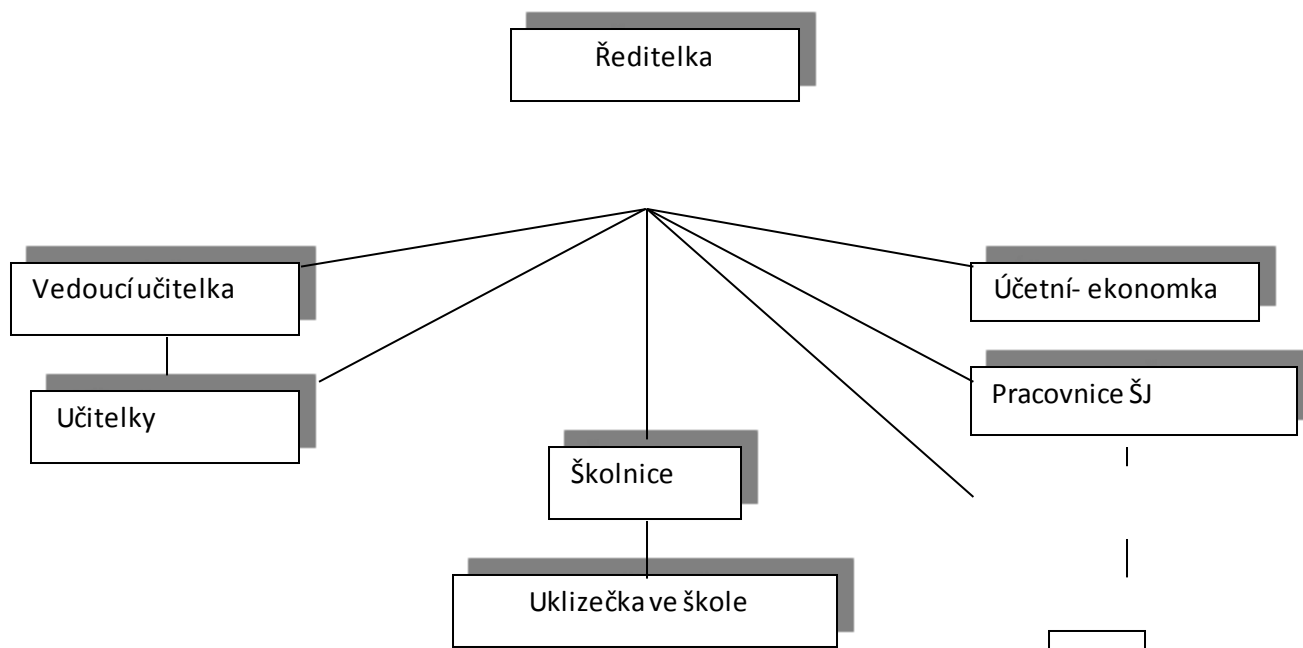 Ředitelka
Vedoucí učitelka
Účetní- ekonomka
Učitelky
Pracovnice ŠJ
Školnice
Uklizečka ve škole